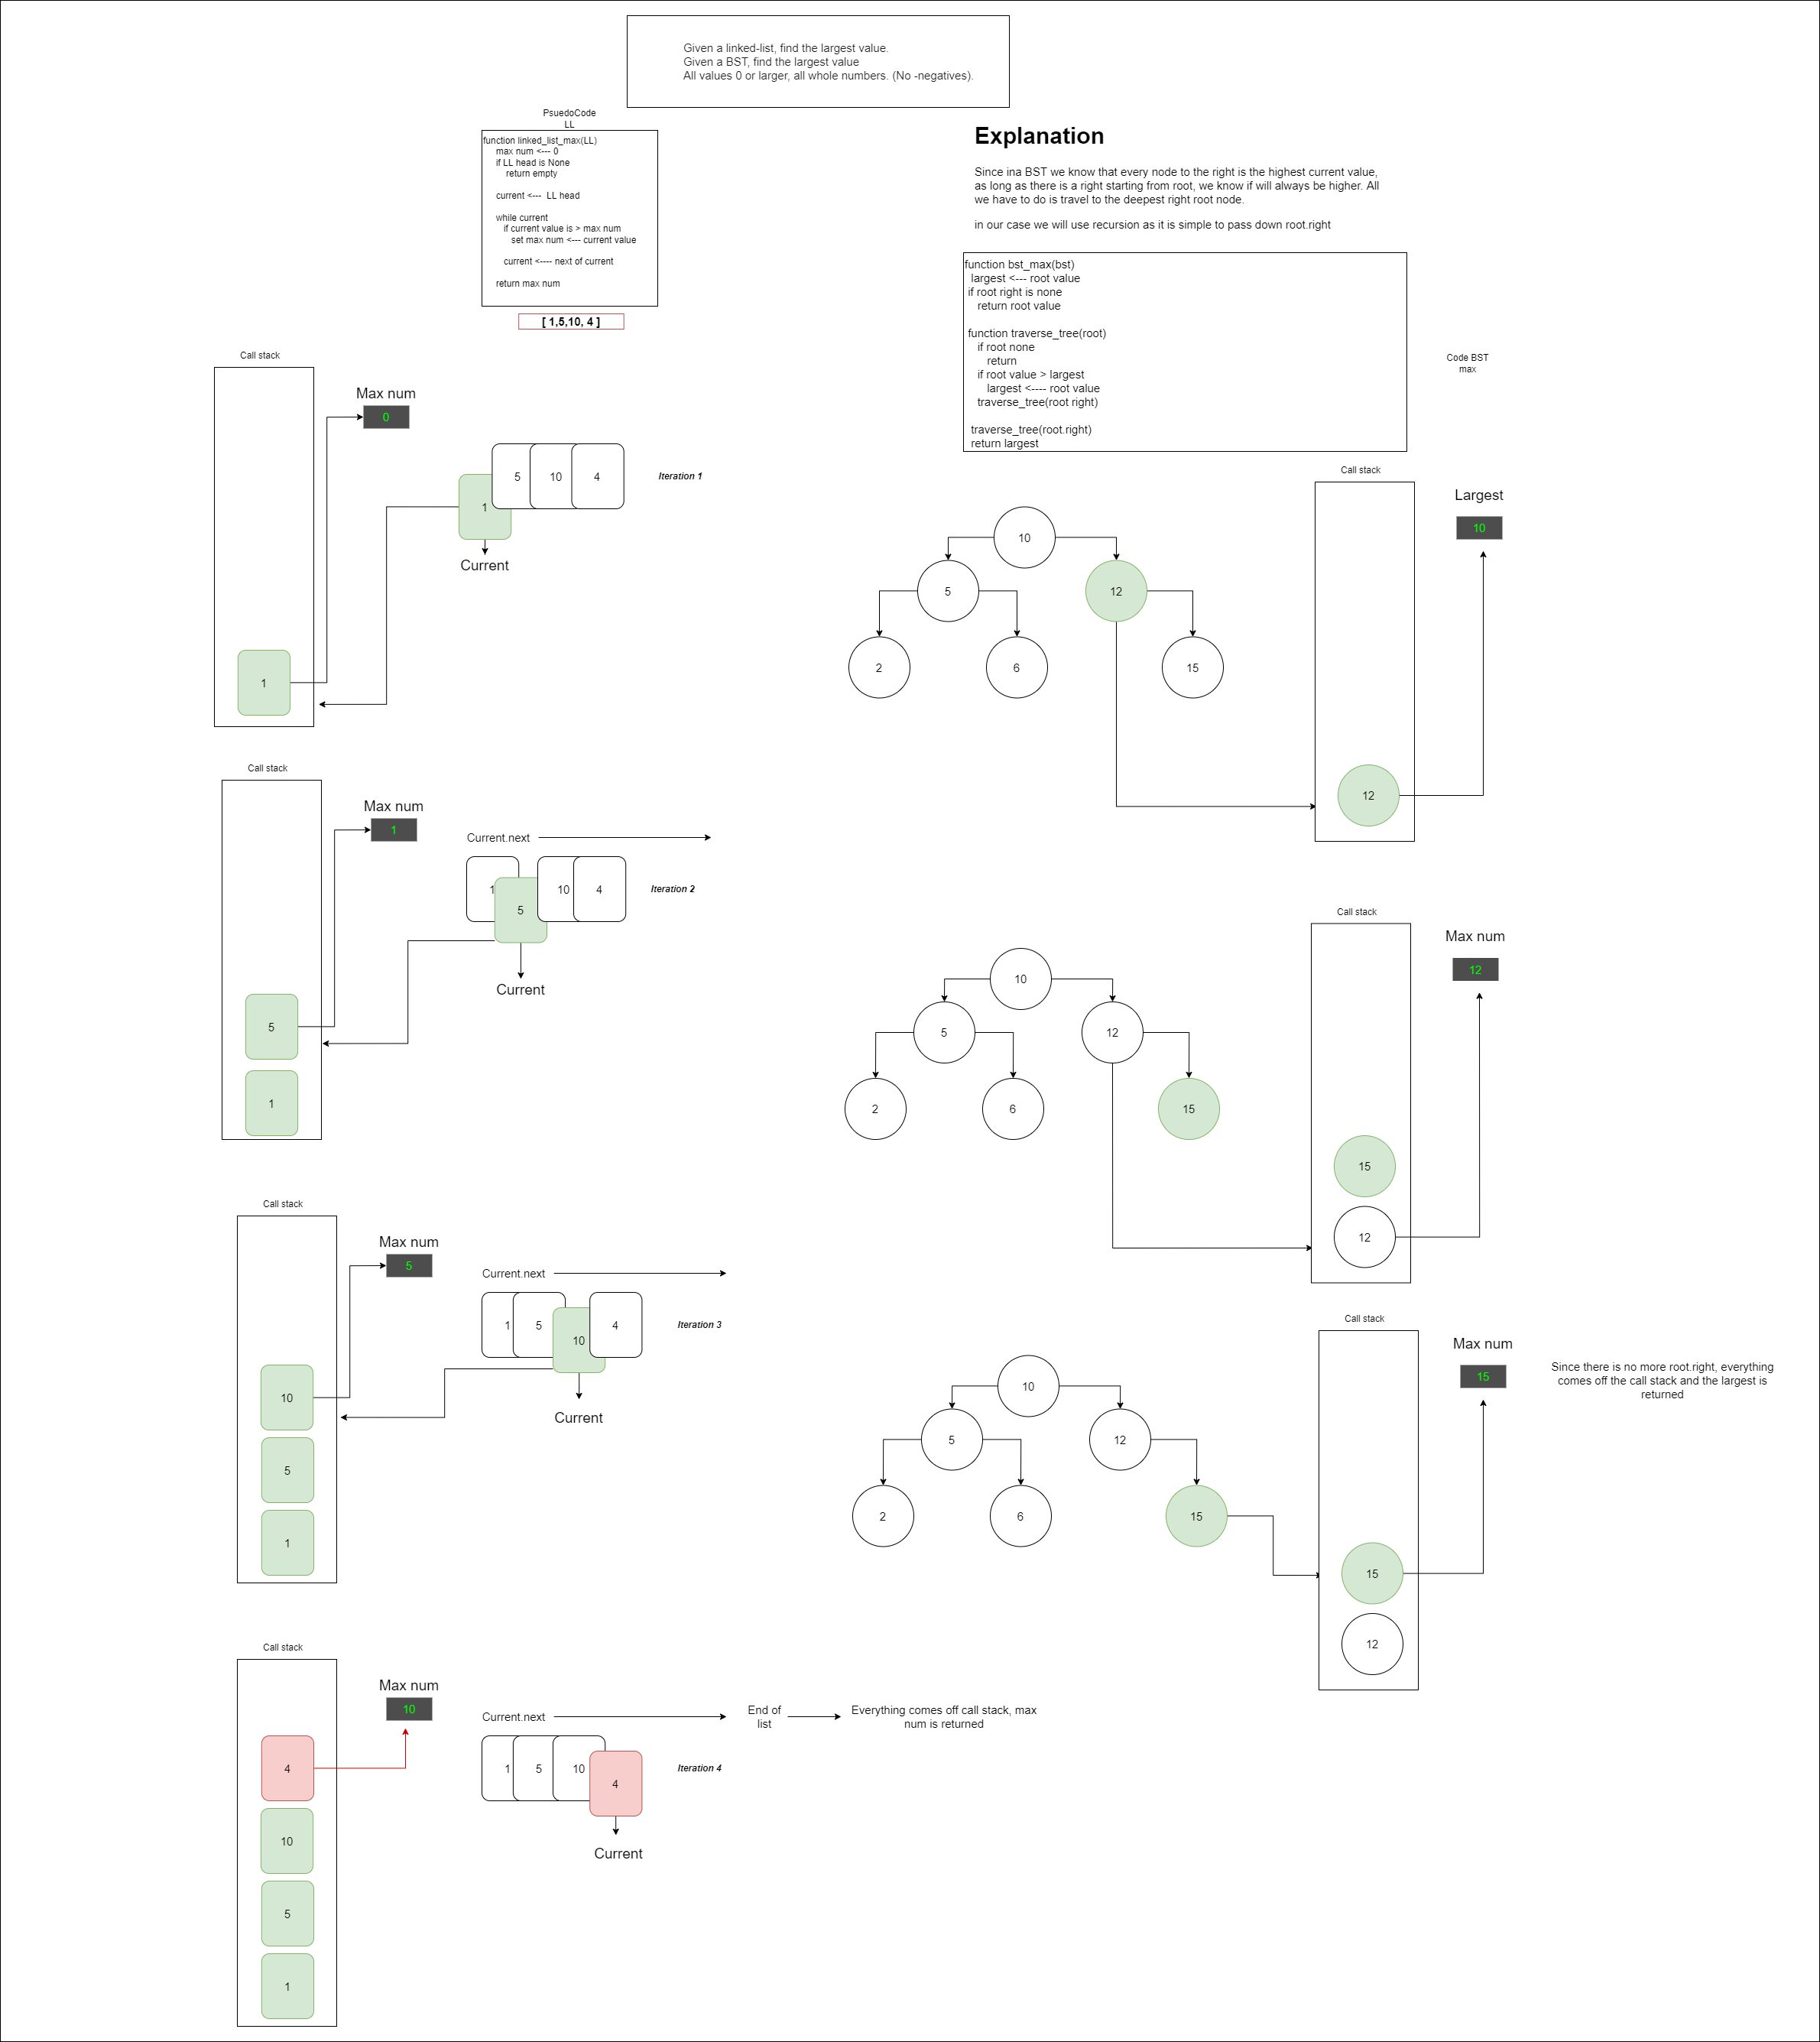 Given a linked-list, find the largest value.
Given a BST, find the largest value
All values 0 or larger, all whole numbers. (No -negatives).
PsuedoCode
LL
function linked_list_max(LL)
max num <--- 0
if LL head is None
return empty
current <--- LL head
while current
if current value is > max num
set max num <--- current value
current <---- next of current
return max num
[ 1,5,10, 4 ]
Explanation
Since ina BST we know that every node to the right is the highest current value,
as long as there is a right starting from root, we know if will always be higher. All
we have to do is travel to the deepest right root node.
in our case we will use recursion as it is simple to pass down root.right
function bst_max(bst)
largest <--- root value
if root right is none
return root value
function traverse_tree(root)
if root none
return
if root value > largest
largest <---- root value
traverse_tree(root right)
traverse_tree(root.right)
return largest
Code BST
max
Call stack
Max num
0
5
10
4
Iteration 1
1
Current
1
Call stack
Max num
1
Current.next
1
10
4
Iteration 2
5
Current
5
1
Call stack
Max num
5
Current.next
1
5
4
Iteration 3
10
Current
10
5
1
Call stack
Max num
10
Current.next
End of
list
Everything comes off call stack, max
num is returned
1
5
10
Iteration 4
4
Current
4
10
5
1
Call stack
Largest
10
10
5
12
2
6
15
12
Call stack
Max num
12
10
5
12
2
6
15
15
12
Call stack
Max num
15
Since there is no more root.right, everything
comes off the call stack and the largest is
returned
10
5
12
2
6
15
15
12